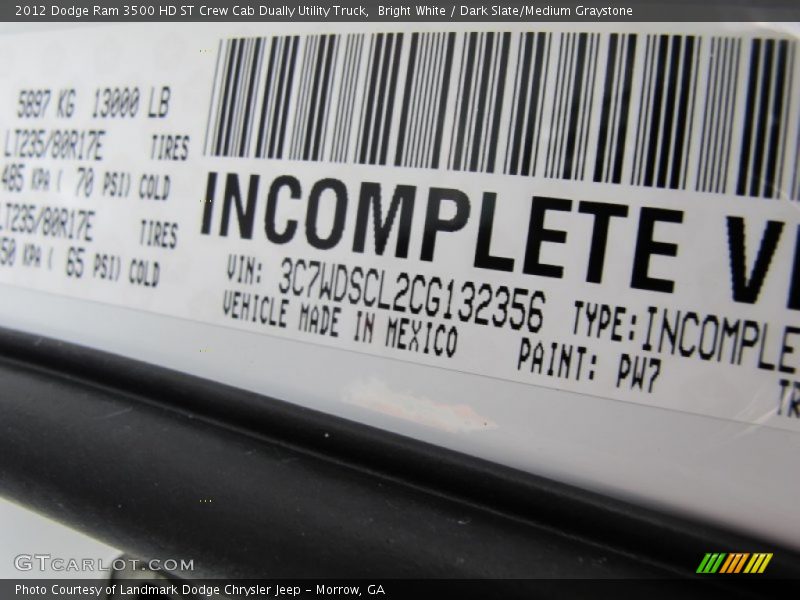 2012 Dodge Ram 3500 HD ST Crew Cab Dually Utility Truck,  Bright White / Dark Slate/Medium Graystone
5897 KG  13000 LB
LT235/80R17E TIRES
485 KPA ( 70 PSI) COLD
LT235/80R17E TIRES
50 KPA ( 65 PSI) COLD
INCOMPLETE
VIN: 3C7WDSCL2CG132356 TYPE: INCOMPLE
VEHICLE MADE IN MEXICO PAINT: PW7
GTCARLOT.COM
Photo Courtesy of Landmark Dodge Chrysler Jeep – Morrow, GA